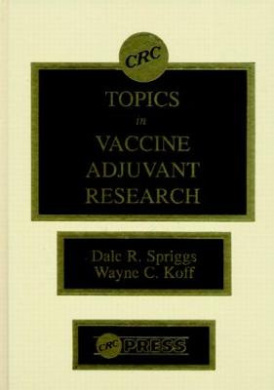 CRC
TOPICS
in
VACCINE
ADJUVANT
RESEARCH
Dale R. Spriggs
Wayne C. Koff
CRC PRESS